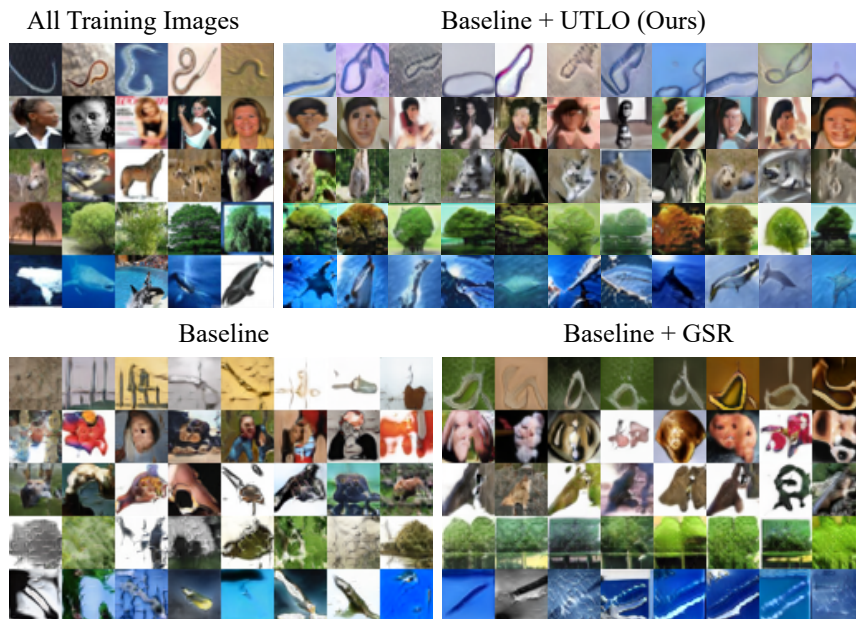 All Training Images
Baseline + UTLO (Ours)
Baseline
Baseline + GSR